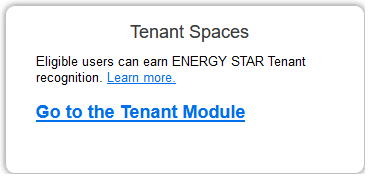 Tenant Spaces
Eligible users can earn ENERGY STAR Tenant
recognition. Learn more.
Go to the Tenant Module